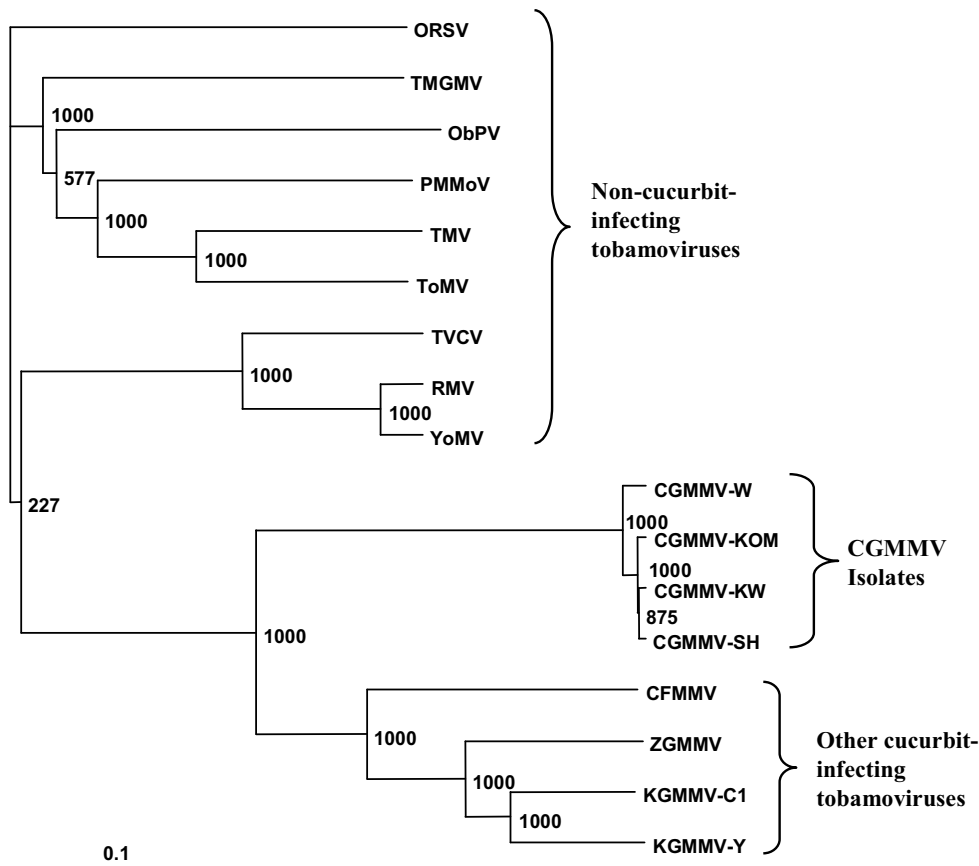 ORSV
TMGMV
1000
ObPV
577
PMMoV
1000
TMV
1000
ToMV
Non-cucurbit-
infecting
tobamoviruses
TVCV
1000
RMV
1000
YoMV
227
CGMMV-W
1000
CGMMV-KOM
1000
CGMMV-KW
875
CGMMV-SH
CGMMV
Isolates
1000
CFMMV
1000
ZGMMV
1000
KGMMV-C1
1000
KGMMV-Y
Other cucurbit-
infecting
tobamoviruses
0.1